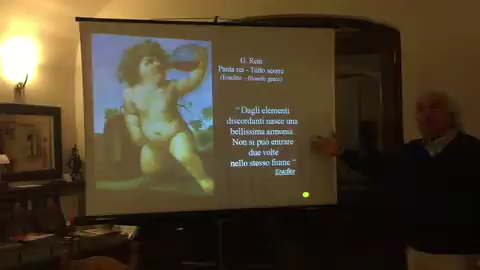 G. Reni
Panta rei - Tutto scorre
(Eraclito - filosofo greco)
“ Dagli elementi
discordanti nasce una
bellissima armonia.
Non si può entrare
due volte
nello stesso fiume “
Eraclito